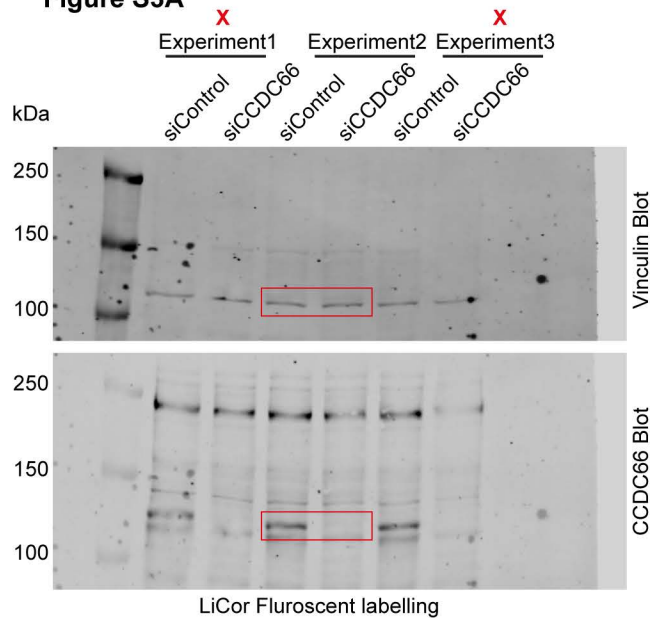 Figure S3A
X X
Experiment1 Experiment2 Experiment3
siControl siCCDC66 siControl siCCDC66 siControl siCCDC66
kDa
250
150
100
Vinculin Blot
250
150
100
CCDC66 Blot
LiCor Fluroscent labelling